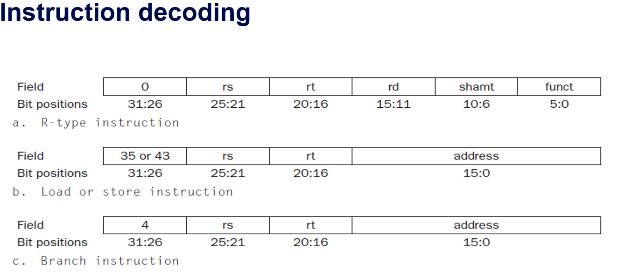 Instruction decoding
Field 0 rs rt rd shamt funct
Bit positions 31:26 25:21 20:16 15:11 10:6 5:0
a. R-type instruction
Field 35 or 43 rs rt address
Bit positions 31:26 25:21 20:16 15:0
b. Load or store instruction
Field 4 rs rt address
Bit positions 31:26 25:21 20:16 15:0
c. Branch instruction